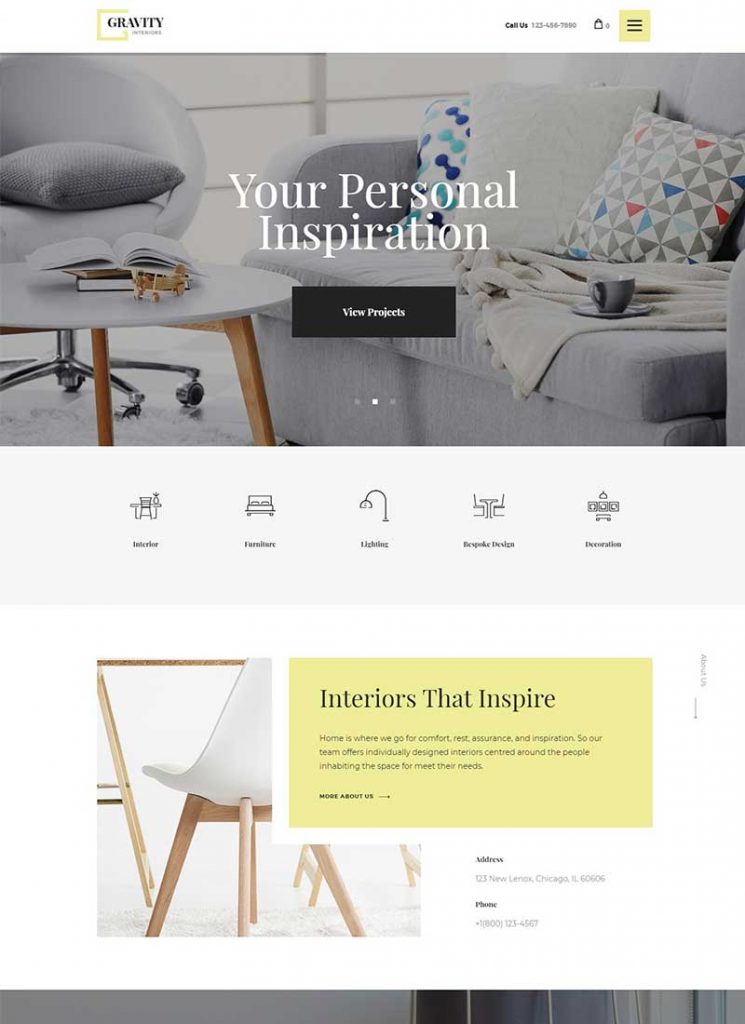 GRAVITY
INTERIORS
Call Us 123-456-7890
0
Your Personal
Inspiration
View Projects
Interior
Furniture
Lighting
Bespoke Design
Decoration
About Us
Interiors That Inspire
Home is where we go for comfort, rest, assurance, and inspiration. So our
team offers individually designed interiors centred around the people
inhabiting the space for meet their needs.
MORE ABOUT US
Address
123 New Lenox, Chicago, IL 60606
Phone
+1(800) 123-4567